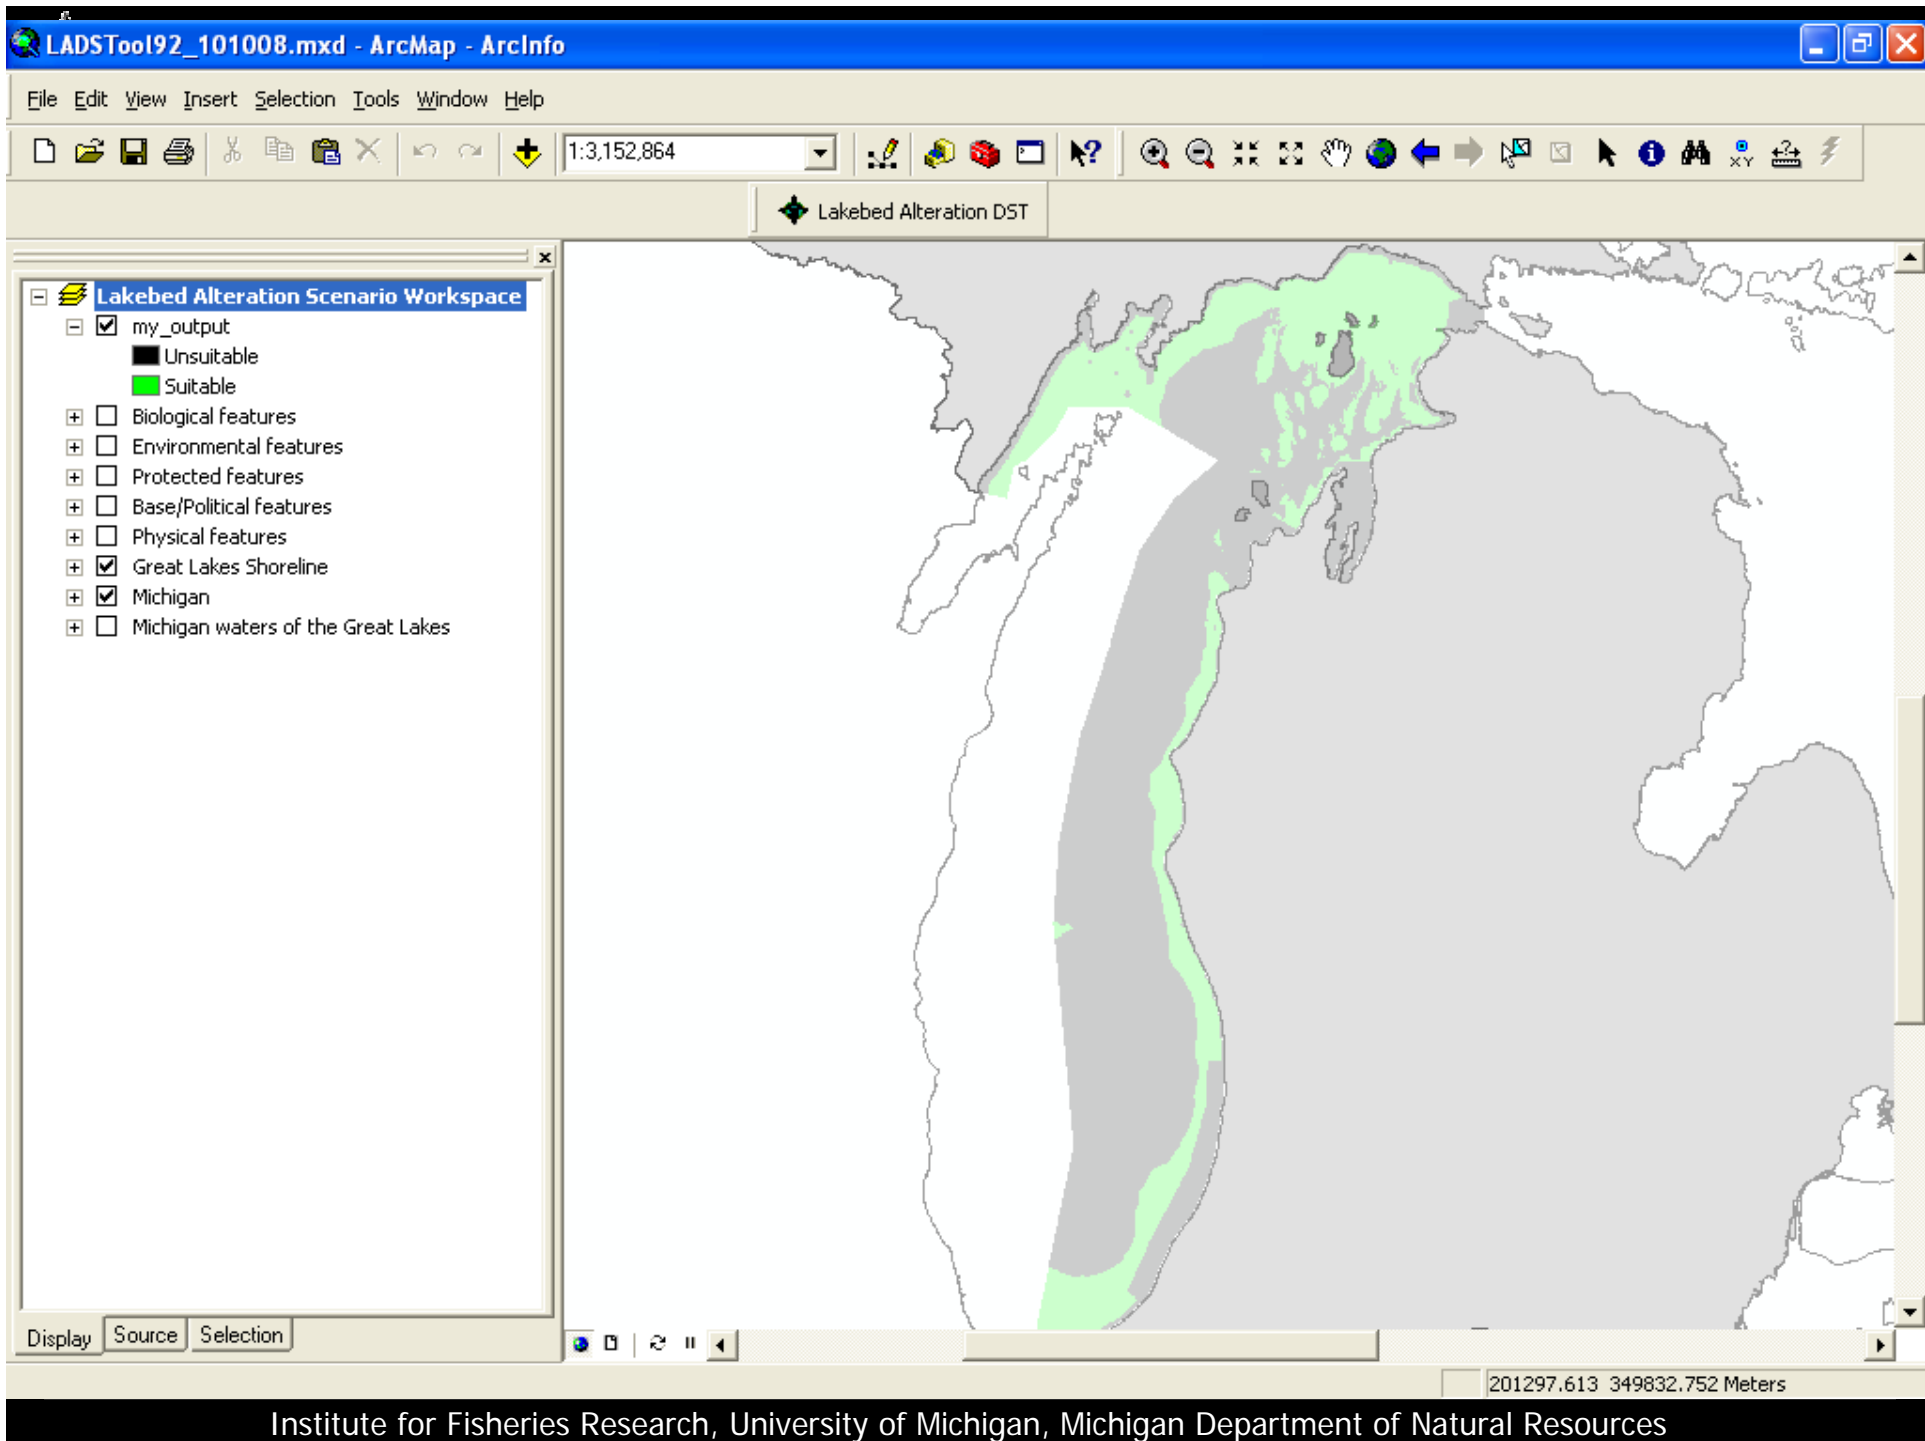 LADSTool92_101008.mxd - ArcMap - ArcInfo
File Edit View Insert Selection Tools Window Help
1:3,152,864
XY
Lakebed Alteration DST
Lakebed Alteration Scenario Workspace
my_output
Unsuitable
Suitable
Biological features
Environmental features
Protected features
Base/Political features
Physical features
Great Lakes Shoreline
Michigan
Michigan waters of the Great Lakes
Display Source Selection
201297.613 349832.752 Meters
Institute for Fisheries Research, University of Michigan, Michigan Department of Natural Resources